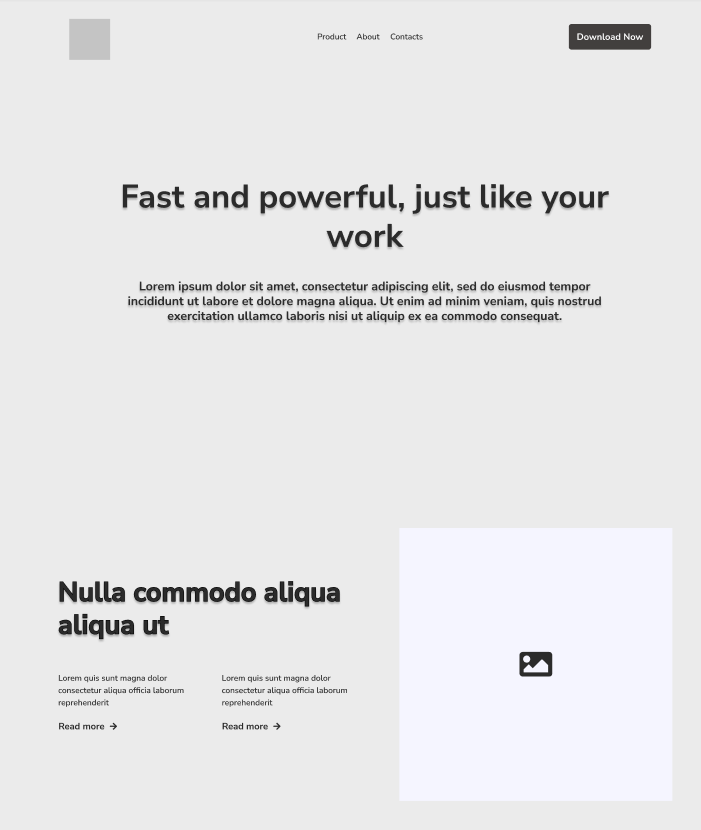 Product About Contacts Download Now
Fast and powerful, just like your
work
Lorem ipsum dolor sit amet, consectetur adipiscing elit, sed do eiusmod tempor
incididunt ut labore et dolore magna aliqua. Ut enim ad minim veniam, quis nostrud
exercitation ullamco laboris nisi ut aliquip ex ea commodo consequat.
Nulla commodo aliqua
aliqua ut
Lorem quis sunt magna dolor
consectetur aliqua officia laborum
reprehenderit
Read more →
Lorem quis sunt magna dolor
consectetur aliqua officia laborum
reprehenderit
Read more →